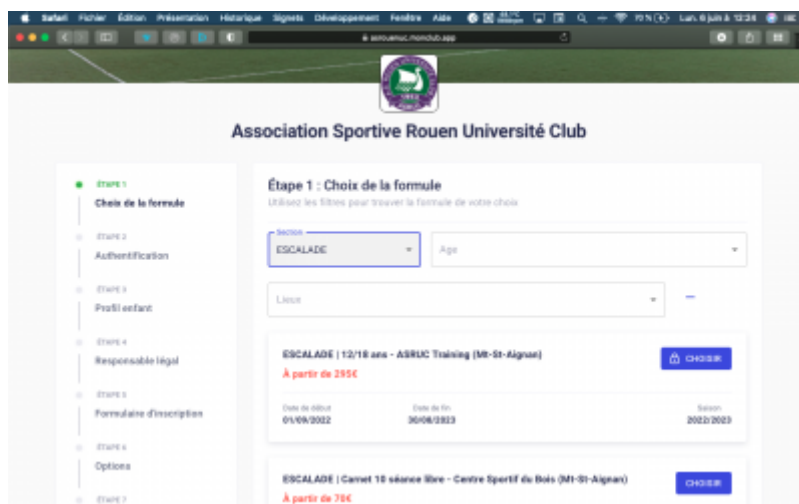 Safari Fichier Édition Présentation Historique Signets Développement Fenêtre Aide 70% Lun. 6 juin à 12:24
asrouenuc.monclub.app
Association Sportive Rouen Université Club
ÉTAPE 1
Choix de la formule
ÉTAPE 2
Authentification
ÉTAPE 3
Profil enfant
ÉTAPE 4
Responsable légal
ÉTAPE 5
Formulaire d'inscription
ÉTAPE 6
Options
ÉTAPE 7
Étape 1 : Choix de la formule
Utilisez les filtres pour trouver la formule de votre choix
Section
ESCALADE
Age
Lieux
ESCALADE | 12/18 ans - ASRUC Training (Mt-St-Aignan)
À partir de 295€
CHOISIR
Date de début
Date de fin
Saison
01/09/2022
30/06/2023
2022/2023
ESCALADE | Carnet 10 séance libre - Centre Sportif du Bois (Mt-St-Aignan)
À partir de 70€
CHOISIR